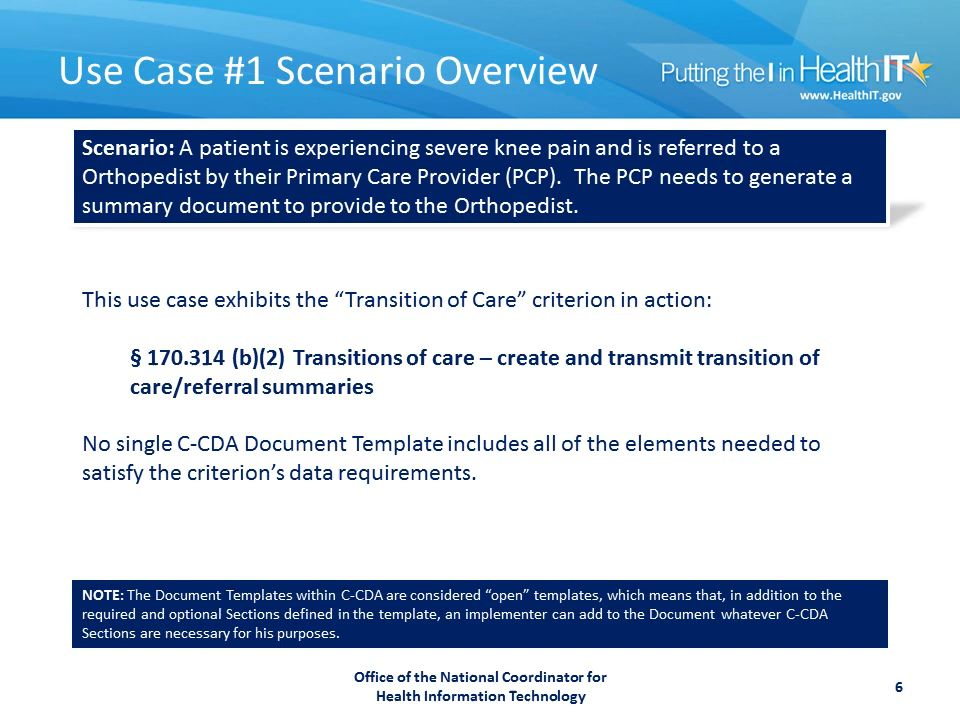 Use Case #1 Scenario Overview
Putting the I in HealthIT
www.HealthIT.gov
Scenario: A patient is experiencing severe knee pain and is referred to a
Orthopedist by their Primary Care Provider (PCP).  The PCP needs to generate a
summary document to provide to the Orthopedist.
This use case exhibits the “Transition of Care” criterion in action:
§ 170.314 (b)(2) Transitions of care – create and transmit transition of
care/referral summaries
No single C-CDA Document Template includes all of the elements needed to
satisfy the criterion’s data requirements.
NOTE: The Document Templates within C-CDA are considered “open” templates, which means that, in addition to the
required and optional Sections defined in the template, an implementer can add to the Document whatever C-CDA
Sections are necessary for his purposes.
Office of the National Coordinator for
Health Information Technology
6